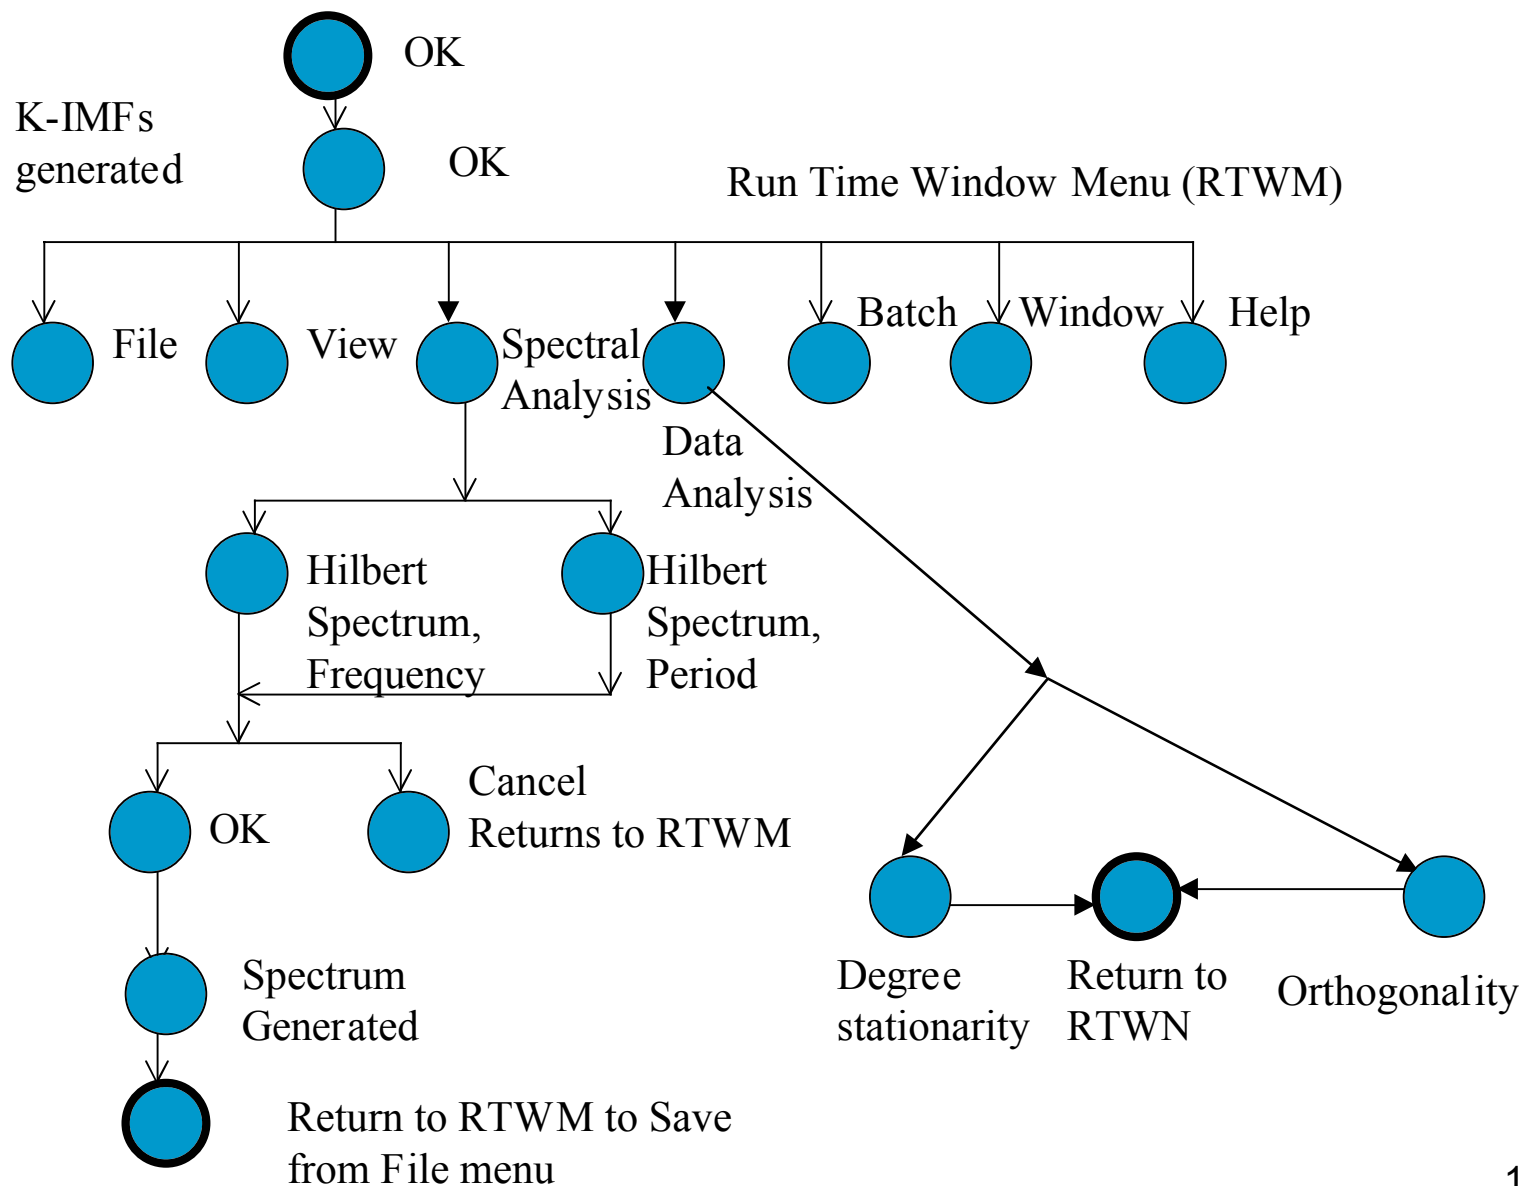 OK
K-IMFs
generated
OK
Run Time Window Menu (RTWM)
File
View
Spectral
Analysis
Data
Analysis
Batch
Window
Help
Hilbert
Spectrum,
Frequency
Hilbert
Spectrum,
Period
OK
Cancel
Returns to RTWM
Spectrum
Generated
Return to RTWM to Save
from File menu
Degree
stationarity
Return to
RTWN
Orthogonality
1